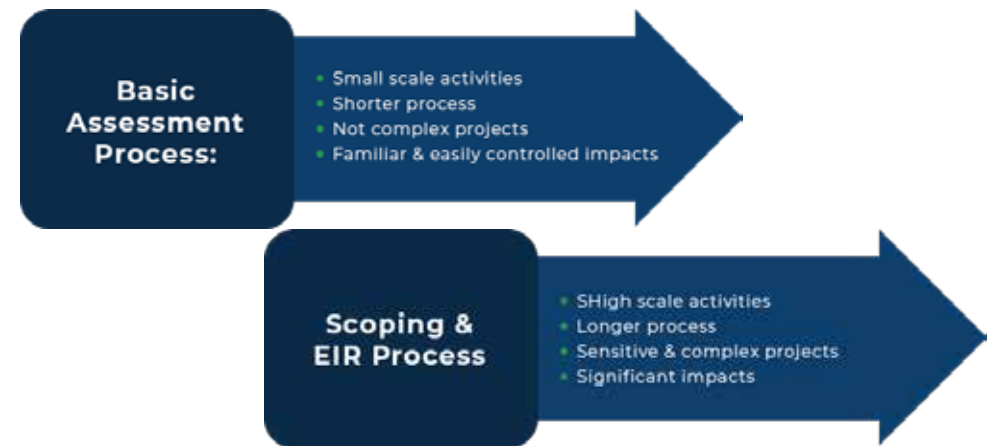 Basic
Assessment
Process:
• Small scale activities
• Shorter process
• Not complex projects
• Familiar & easily controlled impacts
Scoping &
EIR Process
• SHigh scale activities
• Longer process
• Sensitive & complex projects
• Significant impacts